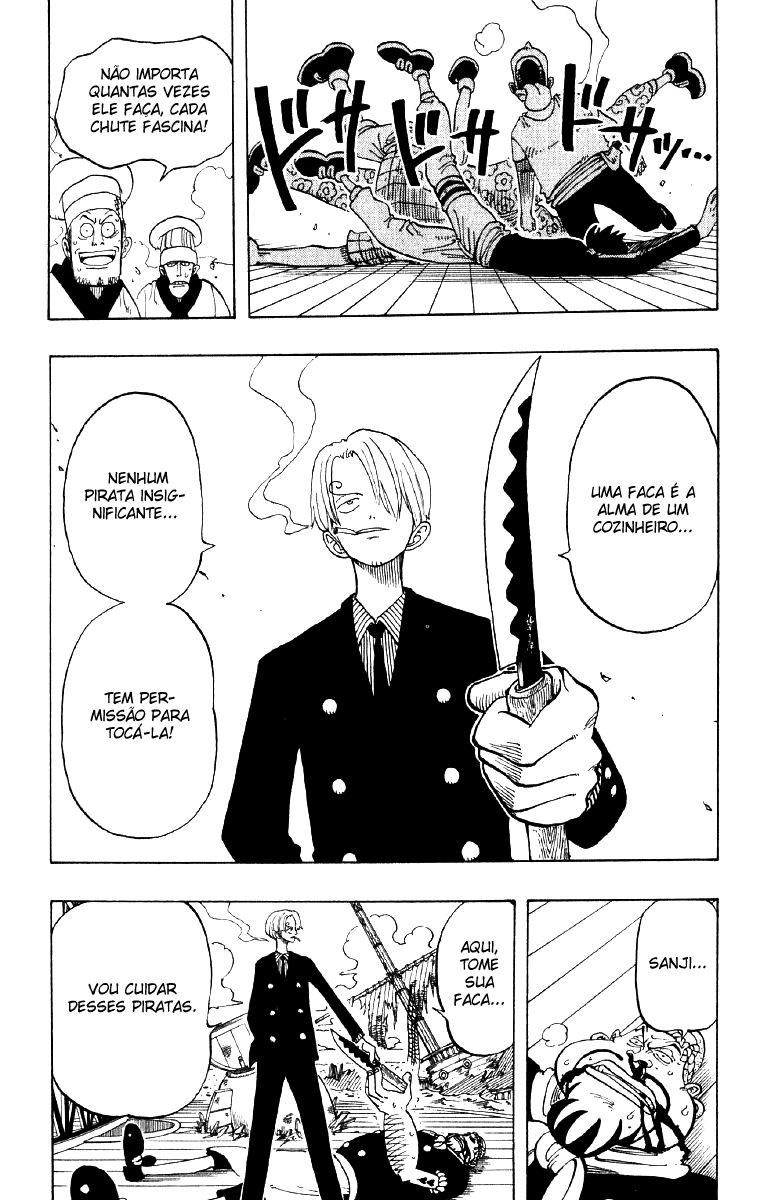 ドサ
ドサ
ドサッ…
NÃO IMPORTA
QUANTAS VEZES
ELE FAÇA, CADA
CHUTE FASCINA!
UMA FACA É A
ALMA DE UM
COZINHEIRO...
NENHUM
PIRATA INSIG-
NIFICANTE...
TEM PER-
MISSÃO PARA
TOCÁ-LA!
SANJI...
AQUI,
TOME
SUA
FACA...
VOU CUIDAR
DESSES PIRATAS.